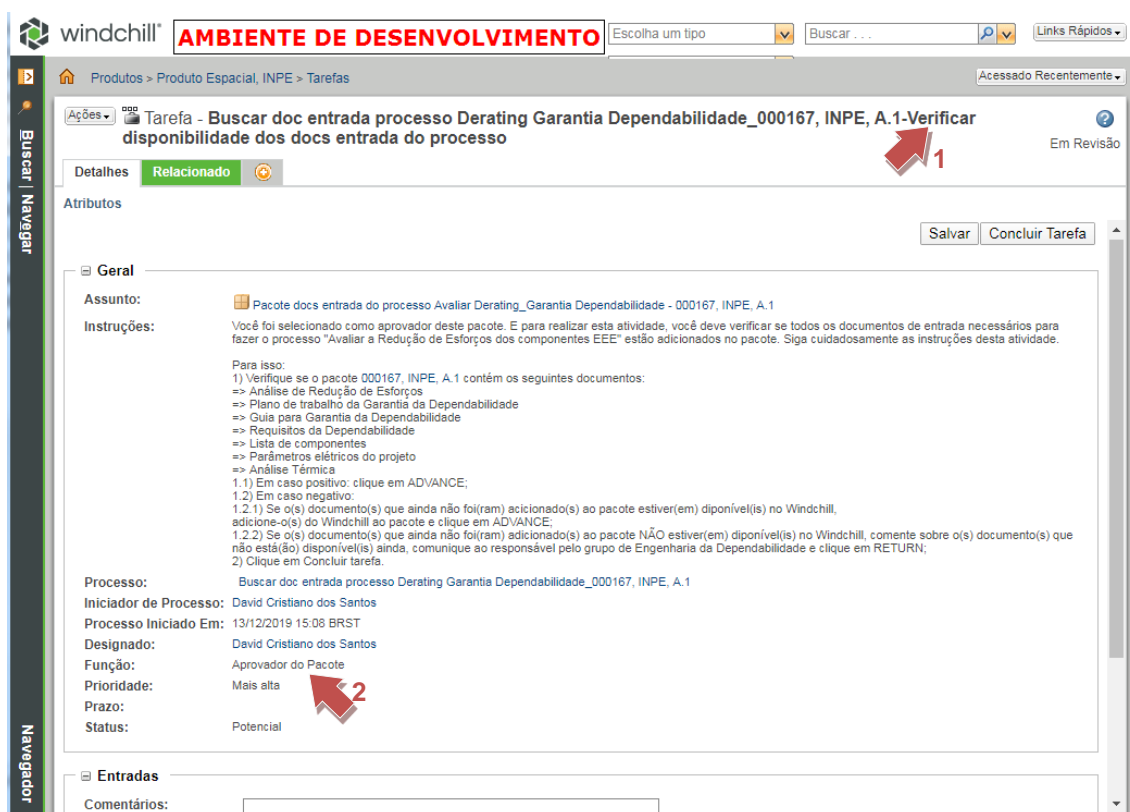 windchill® AMBIENTE DE DESENVOLVIMENTO Escolha um tipo Buscar . . . Links Rápidos
Produtos > Produto Espacial, INPE > Tarefas Acessado Recentemente
Ações Tarefa - Buscar doc entrada processo Derating Garantia Dependabilidade_000167, INPE, A.1-Verificar
disponibilidade dos docs entrada do processo
Em Revisão
1
Buscar | Navegar
Detalhes Relacionado
Atributos
Salvar Concluir Tarefa
Geral
Assunto: Pacote docs entrada do processo Avaliar Derating_Garantia Dependabilidade - 000167, INPE, A.1
Instruções: Você foi selecionado como aprovador deste pacote. E para realizar esta atividade, você deve verificar se todos os documentos de entrada necessários para
fazer o processo "Avaliar a Redução de Esforços dos componentes EEE" estão adicionados no pacote. Siga cuidadosamente as instruções desta atividade.
Para isso:
1) Verifique se o pacote 000167, INPE, A.1 contém os seguintes documentos:
=> Análise de Redução de Esforços
=> Plano de trabalho da Garantia da Dependabilidade
=> Guia para Garantia da Dependabilidade
=> Requisitos da Dependabilidade
=> Lista de componentes
=> Parâmetros elétricos do projeto
=> Análise Térmica
1.1) Em caso positivo: clique em ADVANCE;
1.2) Em caso negativo:
1.2.1) Se o(s) documento(s) que ainda não foi(ram) acicionado(s) ao pacote estiver(em) diponível(is) no Windchill,
adicione-o(s) do Windchill ao pacote e clique em ADVANCE;
1.2.2) Se o(s) documento(s) que ainda não foi(ram) adicionado(s) ao pacote NÃO estiver(em) diponível(is) no Windchill, comente sobre o(s) documento(s) que
não está(ão) disponível(is) ainda, comunique ao responsável pelo grupo de Engenharia da Dependabilidade e clique em RETURN;
2) Clique em Concluir tarefa.
Processo: Buscar doc entrada processo Derating Garantia Dependabilidade_000167, INPE, A.1
Iniciador de Processo: David Cristiano dos Santos
Processo Iniciado Em: 13/12/2019 15:08 BRST
Designado: David Cristiano dos Santos
Função: Aprovador do Pacote
Prioridade: Mais alta
2
Prazo:
Status: Potencial
Navegador
Entradas
Comentários: